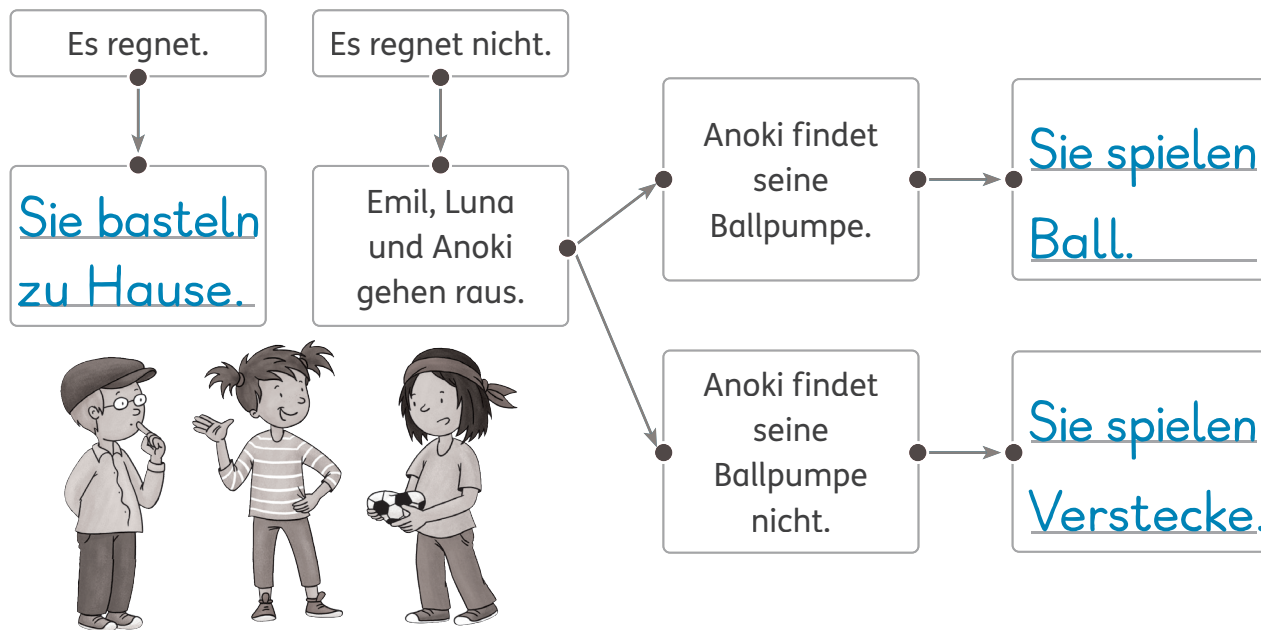 Es regnet.
Es regnet nicht.
Sie basteln
zu Hause.
Emil, Luna
und Anoki
gehen raus.
Anoki findet
seine
Ballpumpe.
Sie spielen
Ball.
Anoki findet
seine
Ballpumpe
nicht.
Sie spielen
Verstecke.